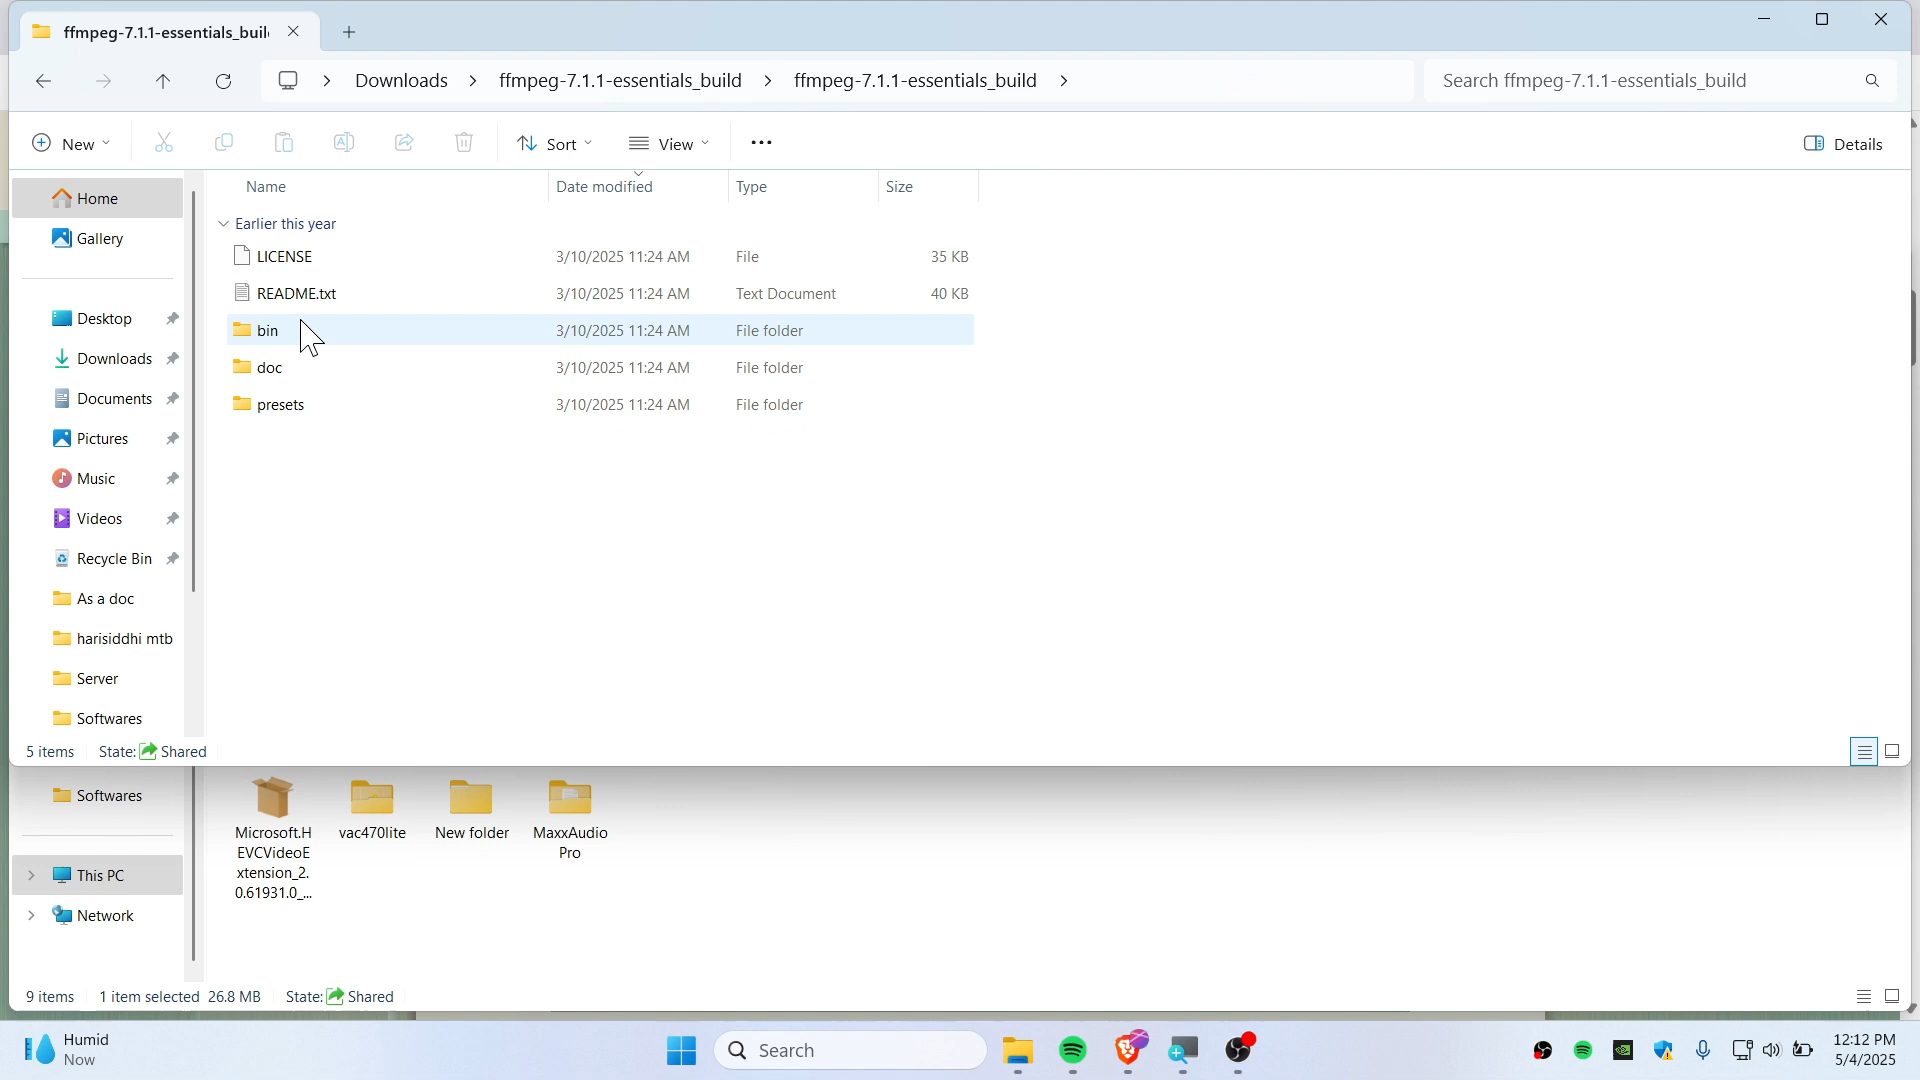 ffmpeg-7.1.1-essentials_buil
Downloads > ffmpeg-7.1.1-essentials_build > ffmpeg-7.1.1-essentials_build >
Search ffmpeg-7.1.1-essentials_build
New
Sort
View
Details
Home
Gallery
Desktop
Downloads
Documents
Pictures
Music
Videos
Recycle Bin
As a doc
harisiddhi mtb
Server
Softwares
Name Date modified Type Size
Earlier this year
LICENSE 3/10/2025 11:24 AM File 35 KB
README.txt 3/10/2025 11:24 AM Text Document 40 KB
bin 3/10/2025 11:24 AM File folder
doc 3/10/2025 11:24 AM File folder
presets 3/10/2025 11:24 AM File folder
5 items State: Shared
Softwares
This PC
Network
Microsoft.H
EVCVideoE
xtension_2.
0.61931.0_...
vac470lite
New folder
MaxxAudio
Pro
9 items 1 item selected 26.8 MB State: Shared
Humid
Now
Search
12:12 PM
5/4/2025